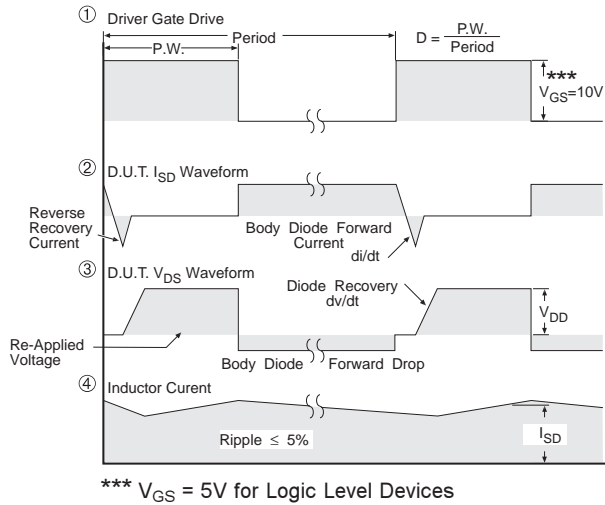 ① Driver Gate Drive
P.W.
Period
D = P.W.
Period
***
VGS=10V
② D.U.T. ISD Waveform
Reverse
Recovery
Current
Body Diode Forward
Current
di/dt
③ D.U.T. VDS Waveform
Diode Recovery
dv/dt
VDD
Re-Applied
Voltage
Body Diode Forward Drop
④ Inductor Curent
Ripple ≤ 5%
ISD
*** VGS = 5V for Logic Level Devices